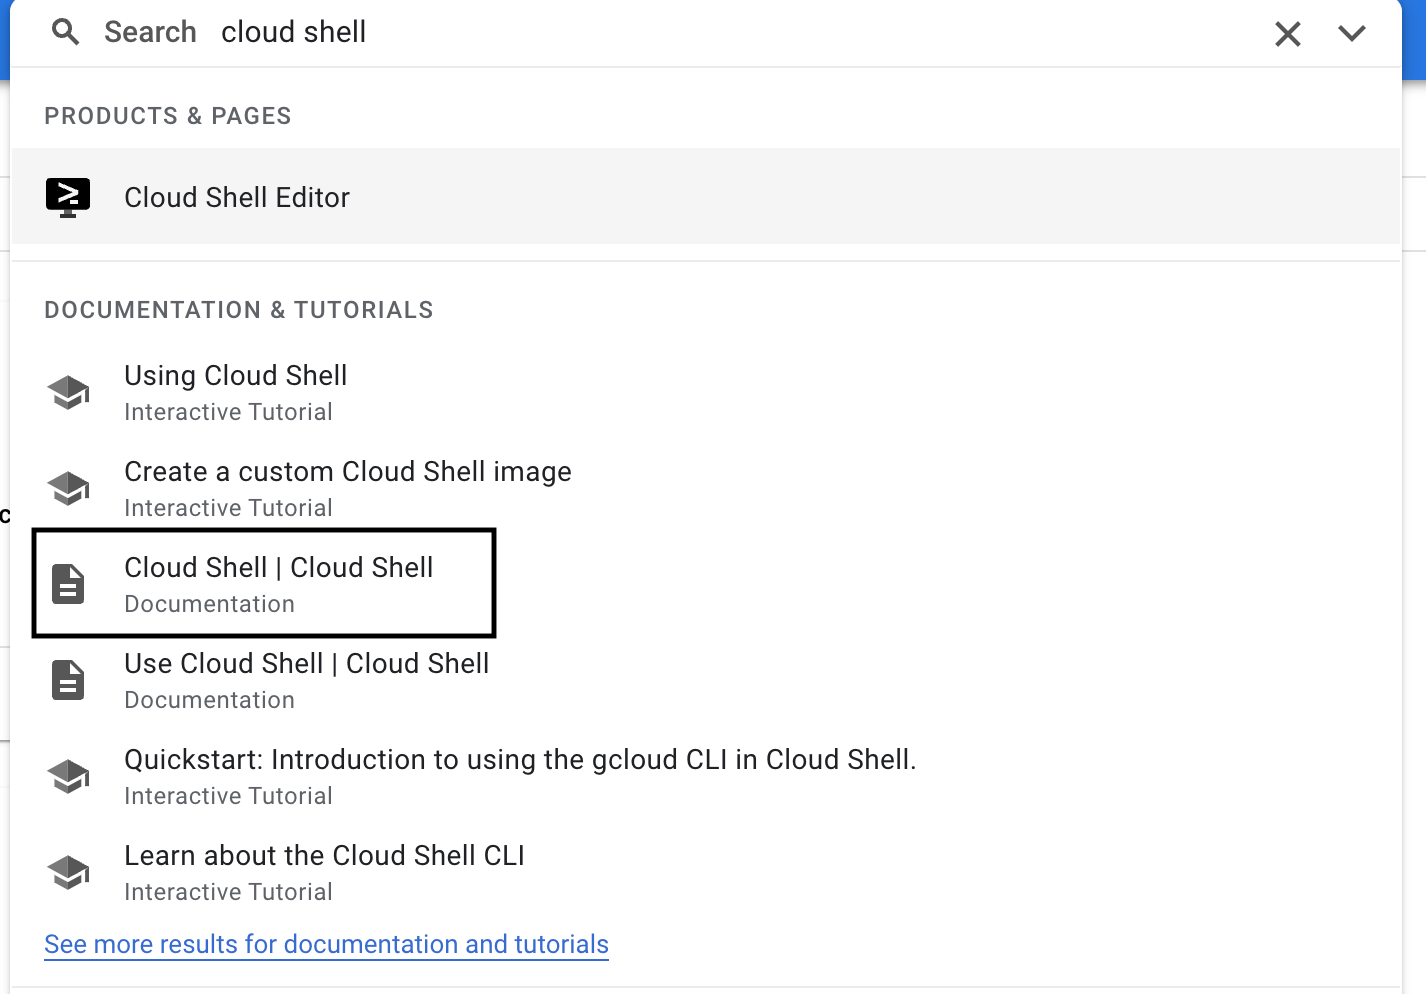 Search cloud shell
PRODUCTS & PAGES
Cloud Shell Editor
DOCUMENTATION & TUTORIALS
Using Cloud Shell
Interactive Tutorial
Create a custom Cloud Shell image
Interactive Tutorial
c
Cloud Shell | Cloud Shell
Documentation
Use Cloud Shell | Cloud Shell
Documentation
Quickstart: Introduction to using the gcloud CLI in Cloud Shell.
Interactive Tutorial
Learn about the Cloud Shell CLI
Interactive Tutorial
See more results for documentation and tutorials